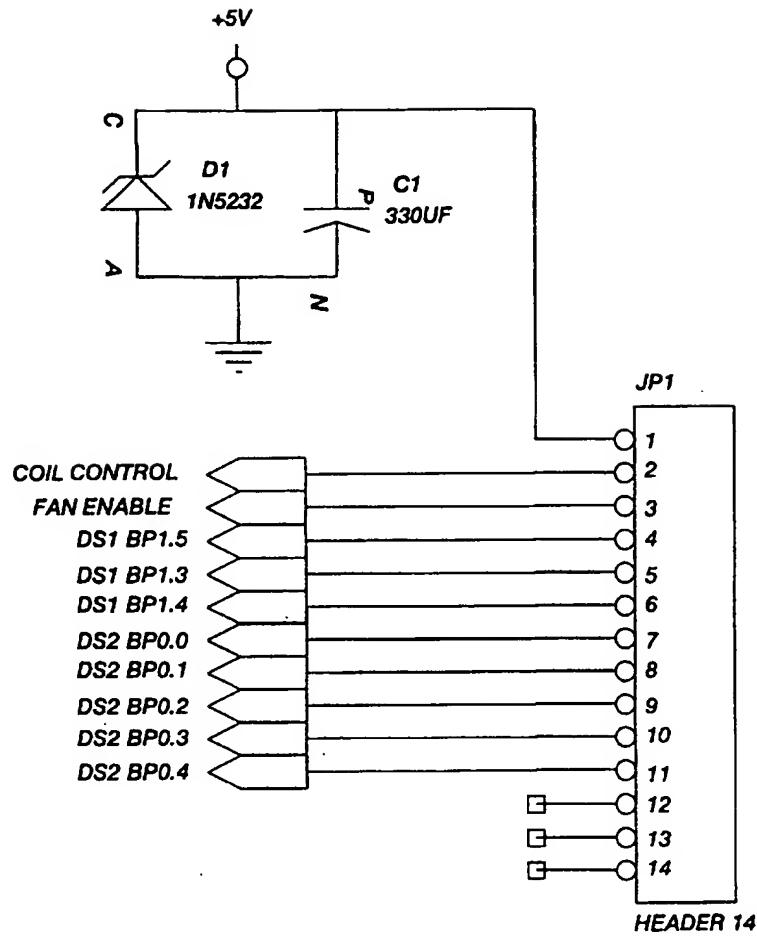 +5V
C
D1
1N5232
P
C1
330UF
A
N
JP1
1
COIL CONTROL
2
FAN ENABLE
3
DS1 BP1.5
4
DS1 BP1.3
5
DS1 BP1.4
6
DS2 BP0.0
7
DS2 BP0.1
8
DS2 BP0.2
9
DS2 BP0.3
10
DS2 BP0.4
11
12
13
14
HEADER 14